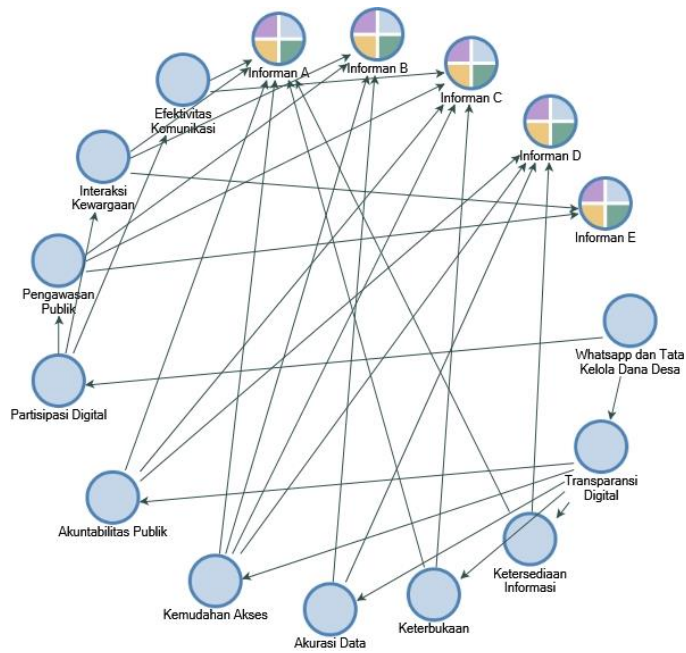 Informan A
Informan B
Informan C
Informan D
Informan E
Whatsapp dan Tata
Kelola Dana Desa
Transparansi
Digital
Ketersediaan
Informasi
Keterbukaan
Akurasi Data
Kemudahan Akses
Akuntabilitas Publik
Partisipasi Digital
Pengawasan
Publik
Interaksi
Kewargaan
Efektivitas
Komunikasi